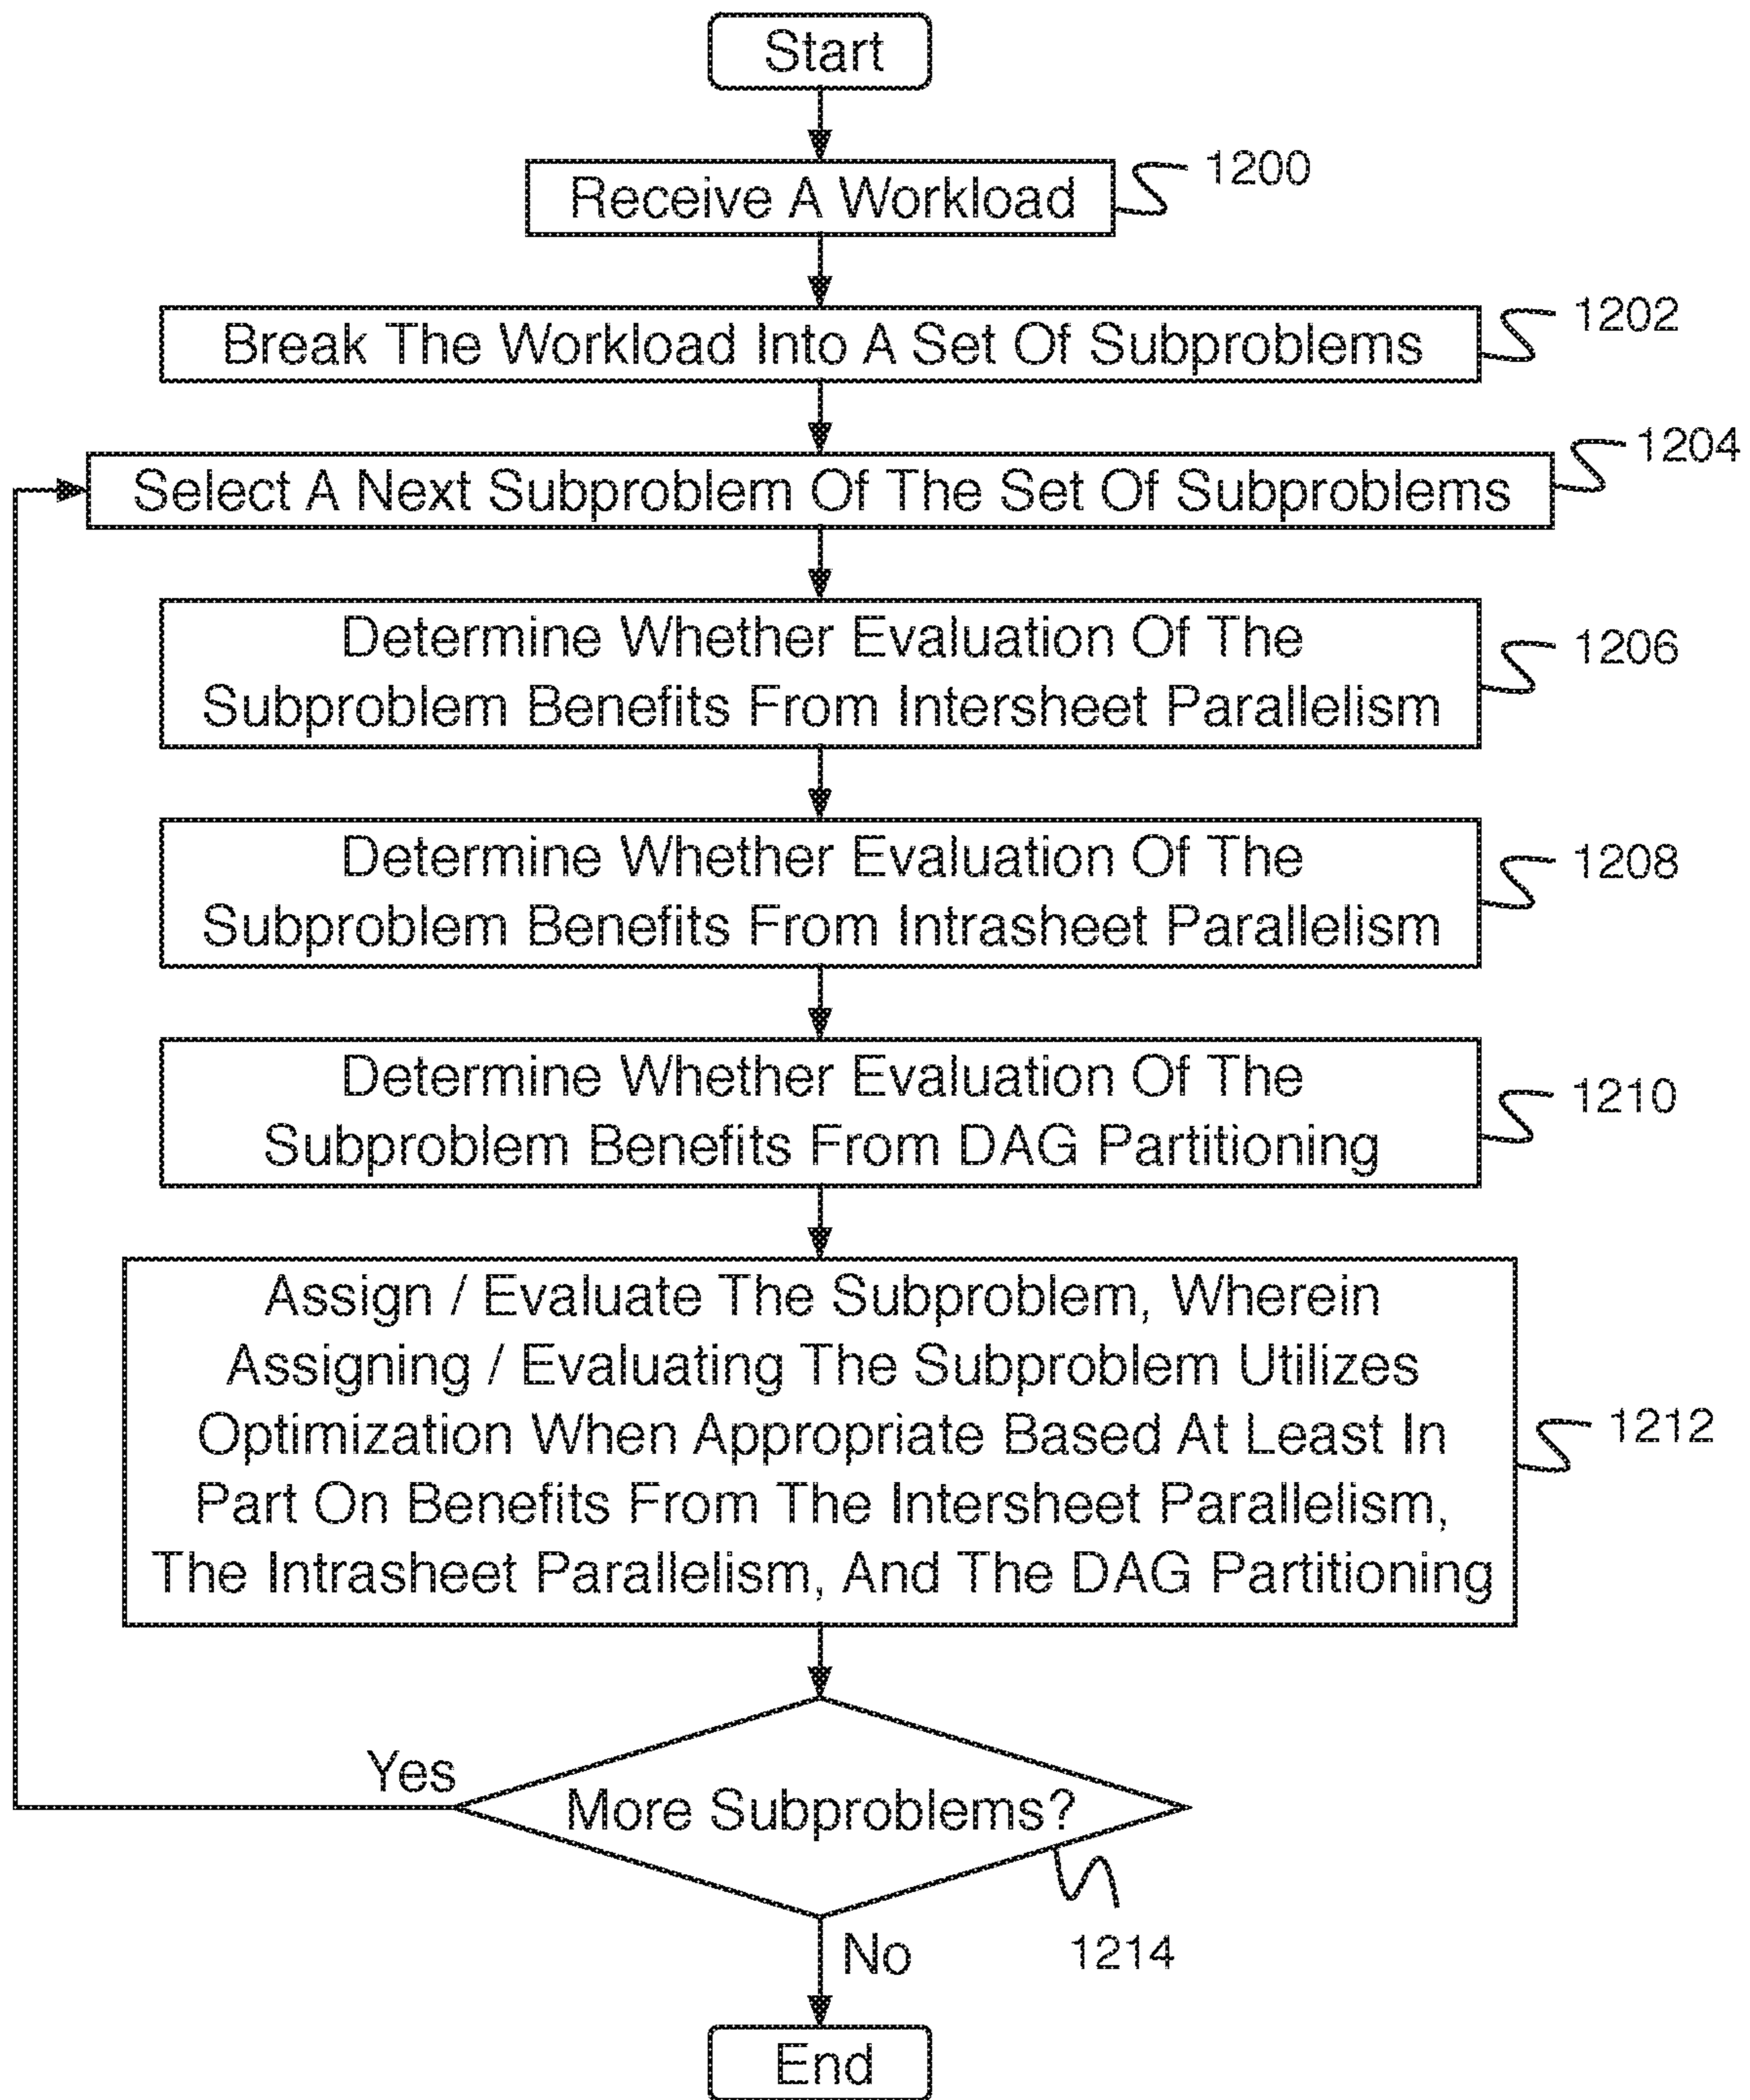 Start
Receive A Workload
1200
Break The Workload Into A Set Of Subproblems
1202
Select A Next Subproblem Of The Set Of Subproblems
1204
Determine Whether Evaluation Of The
Subproblem Benefits From Intersheet Parallelism
1206
Determine Whether Evaluation Of The
Subproblem Benefits From Intrasheet Parallelism
1208
Determine Whether Evaluation Of The
Subproblem Benefits From DAG Partitioning
1210
Assign / Evaluate The Subproblem, Wherein
Assigning / Evaluating The Subproblem Utilizes
Optimization When Appropriate Based At Least In
Part On Benefits From The Intersheet Parallelism,
The Intrasheet Parallelism, And The DAG Partitioning
1212
Yes
More Subproblems?
1214
No
End